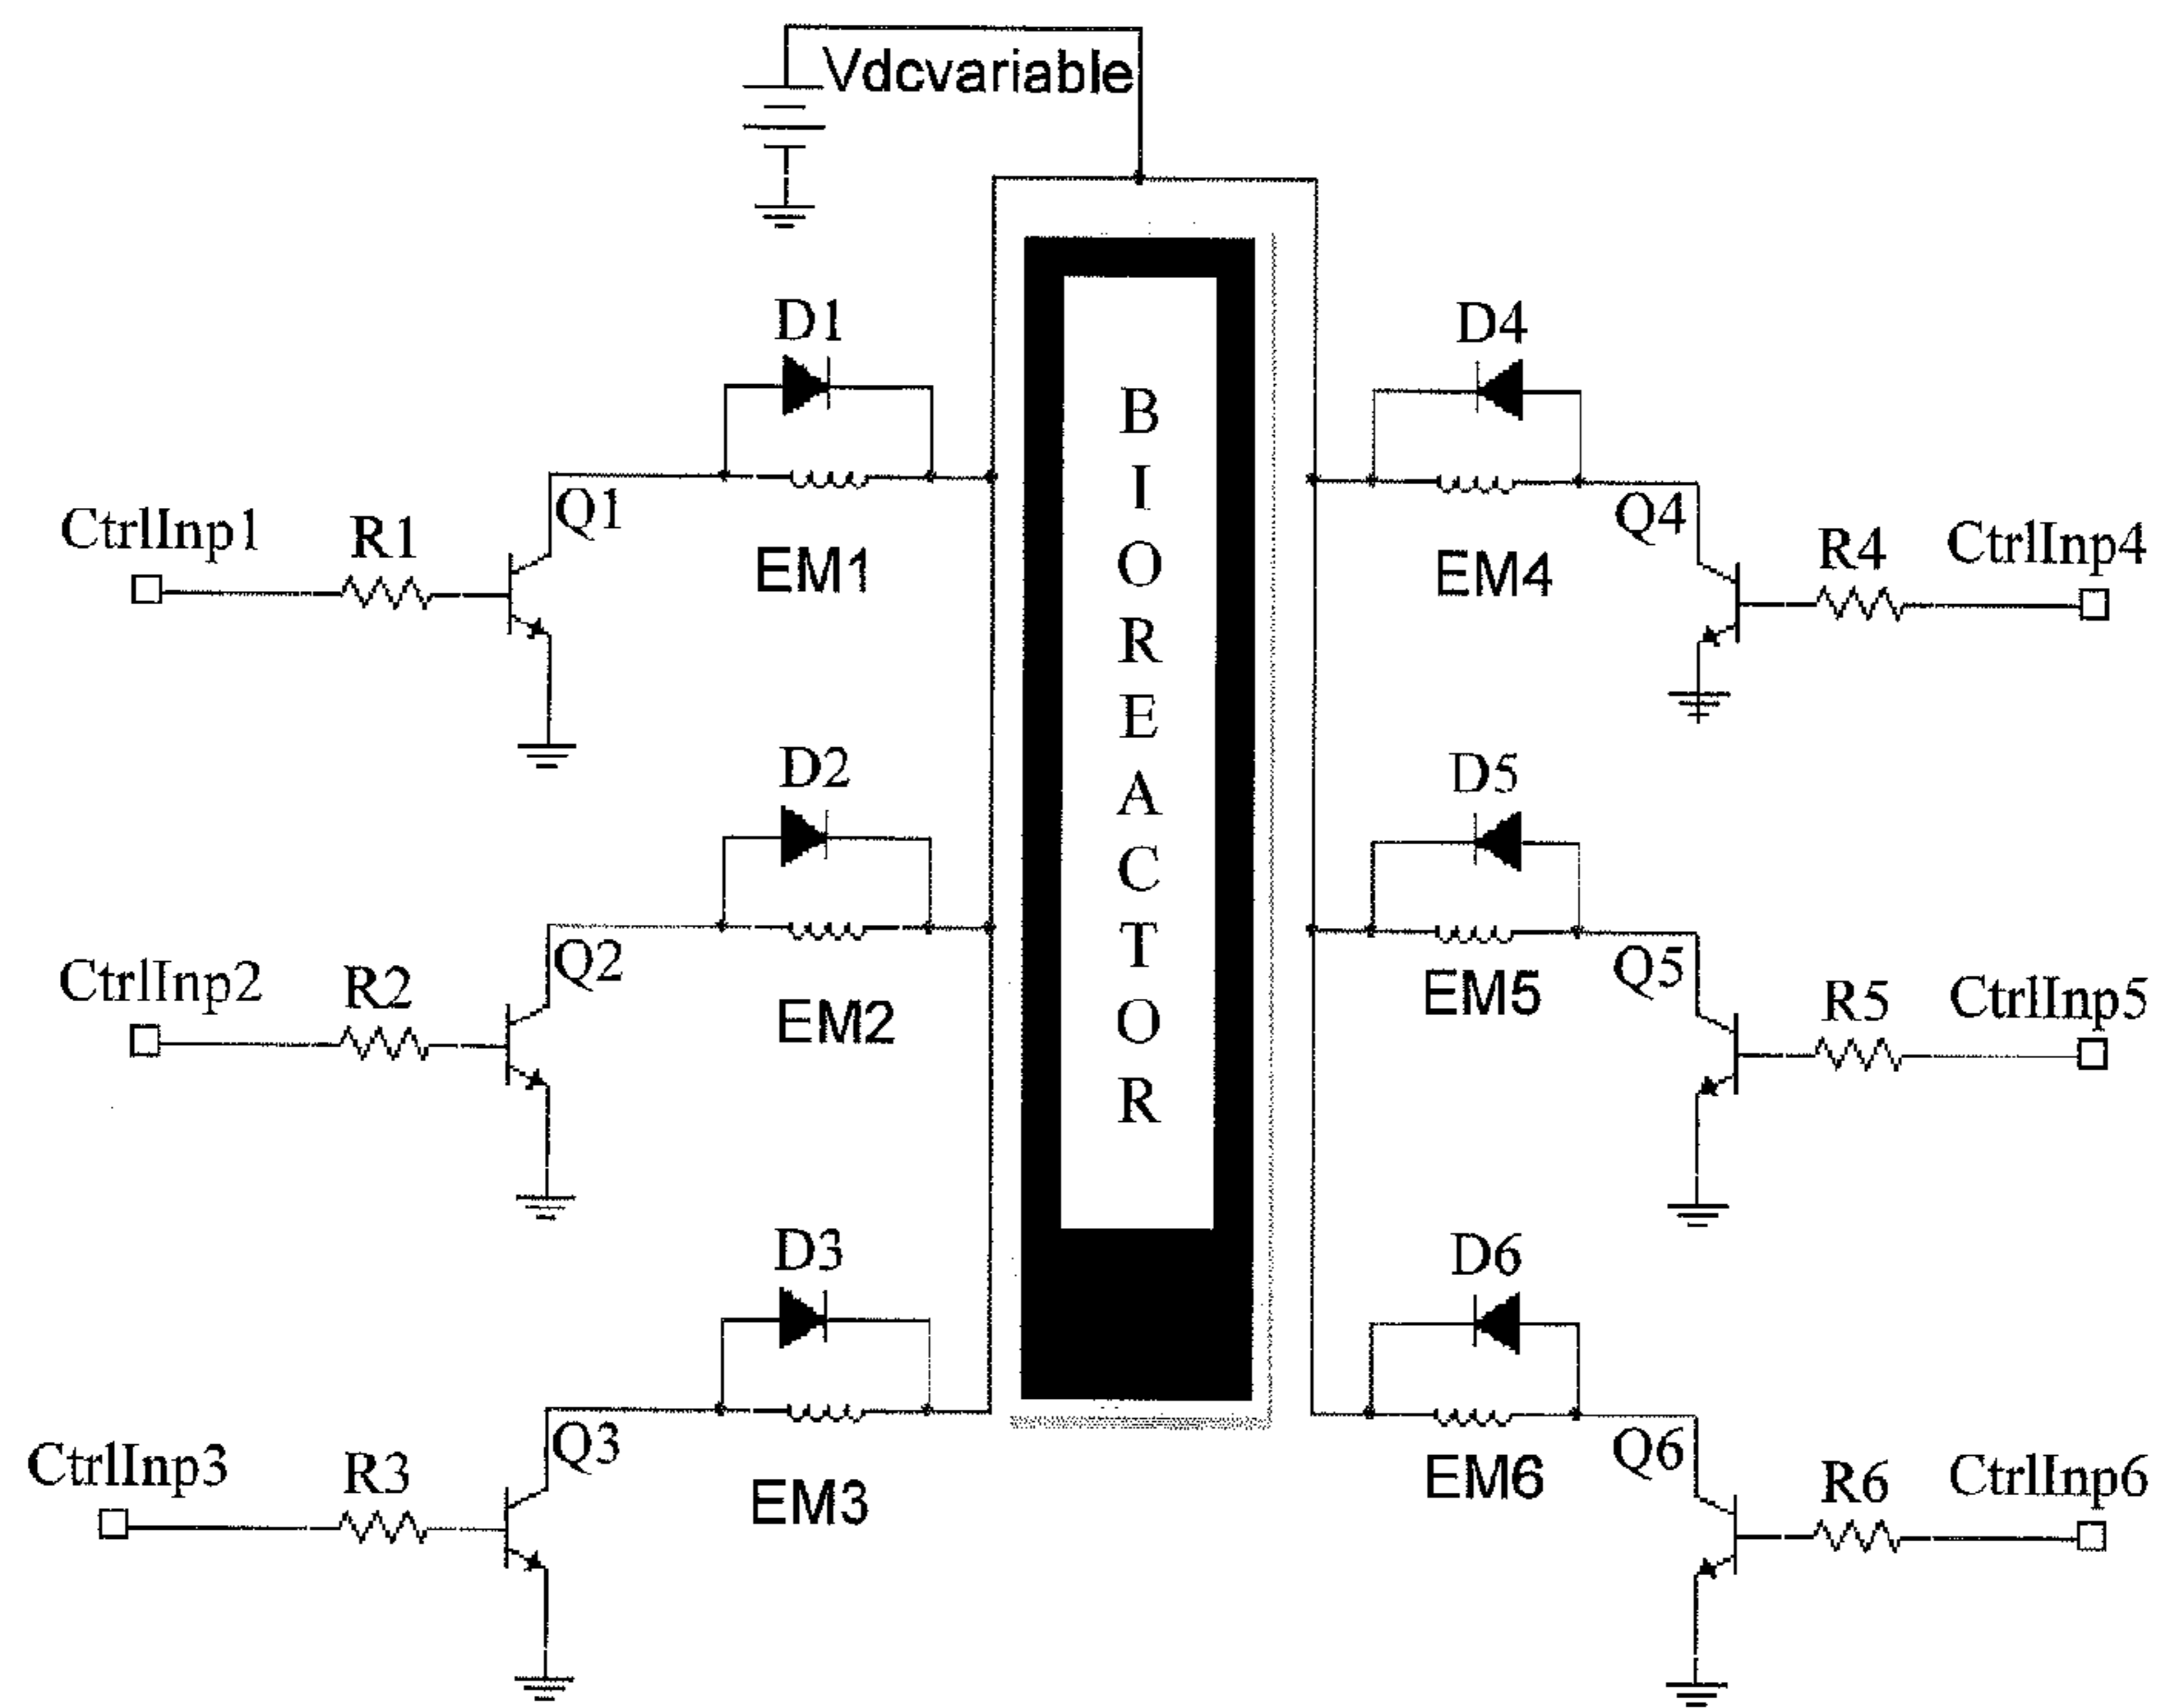 Vdcvariable
D1
D4
B
I
O
R
E
A
C
T
O
R
Q1
Q4
CtrlInp1
R1
EM1
EM4
R4
CtrlInp4
D2
D5
Q2
Q5
CtrlInp2
R2
EM2
EM5
R5
CtrlInp5
D3
D6
Q3
Q6
CtrlInp3
R3
EM3
EM6
R6
CtrlInp6